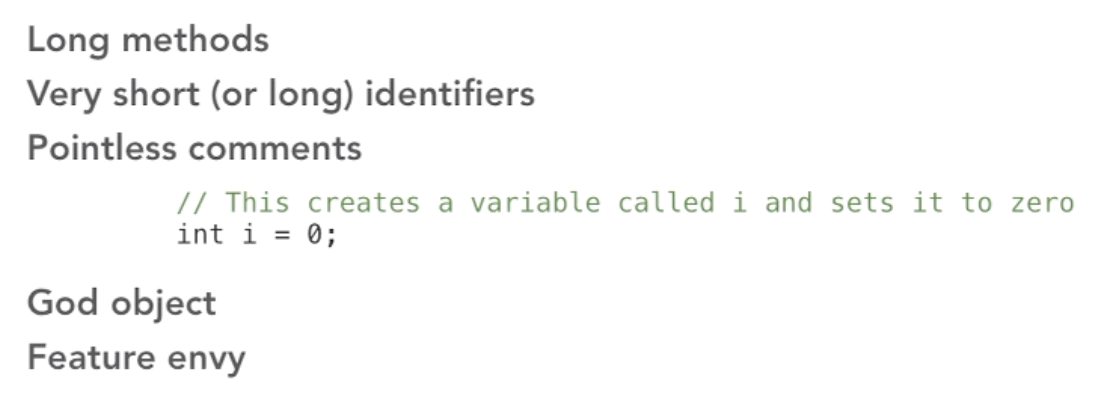 Long methods
Very short (or long) identifiers
Pointless comments
// This creates a variable called i and sets it to zero
int i = 0;
God object
Feature envy